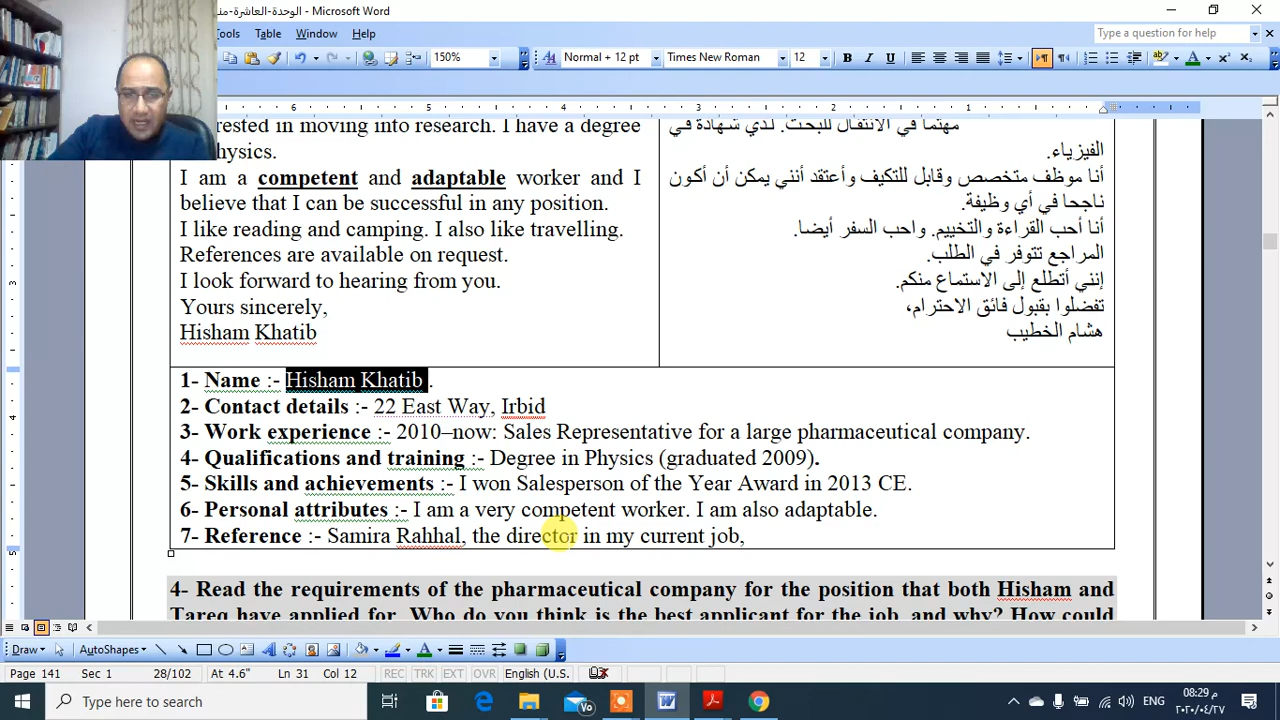 الوحدة-العاشرة-من - Microsoft Word
Tools Table Window Help
Type a question for help
150% Normal + 12 pt Times New Roman 12 B I U
6 5 4 3 2 1
in moving into research. I have a degree
physics.
I am a competent and adaptable worker and I
believe that I can be successful in any position.
I like reading and camping. I also like travelling.
References are available on request.
I look forward to hearing from you.
Yours sincerely,
Hisham Khatib
مهتما في الانتقال للبحث. لدي شهادة في
الفيزياء.
أنا موظف متخصص وقابل للتكيف وأعتقد أنني يمكن أن أكون
ناجحا في أي وظيفة.
أنا أحب القراءة والتخييم. واحب السفر أيضا.
المراجع تتوفر في الطلب.
إنني أتطلع إلى الاستماع منكم.
تفضلوا بقبول فائق الاحترام،
هشام الخطيب
1- Name :- Hisham Khatib .
2- Contact details :- 22 East Way, Irbid
3- Work experience :- 2010–now: Sales Representative for a large pharmaceutical company.
4- Qualifications and training :- Degree in Physics (graduated 2009).
5- Skills and achievements :- I won Salesperson of the Year Award in 2013 CE.
6- Personal attributes :- I am a very competent worker. I am also adaptable.
7- Reference :- Samira Rahhal, the director in my current job,
4- Read the requirements of the pharmaceutical company for the position that both Hisham and
Tareq have applied for. Who do you think is the best applicant for the job, and why? How could
Draw AutoShapes
Page 141 Sec 1 28/102 At 4.6" Ln 31 Col 12 REC TRK EXT OVR English (U.S.
Type here to search
ENG
08:29 م
٢٠٢٠/٠٤/٢٧